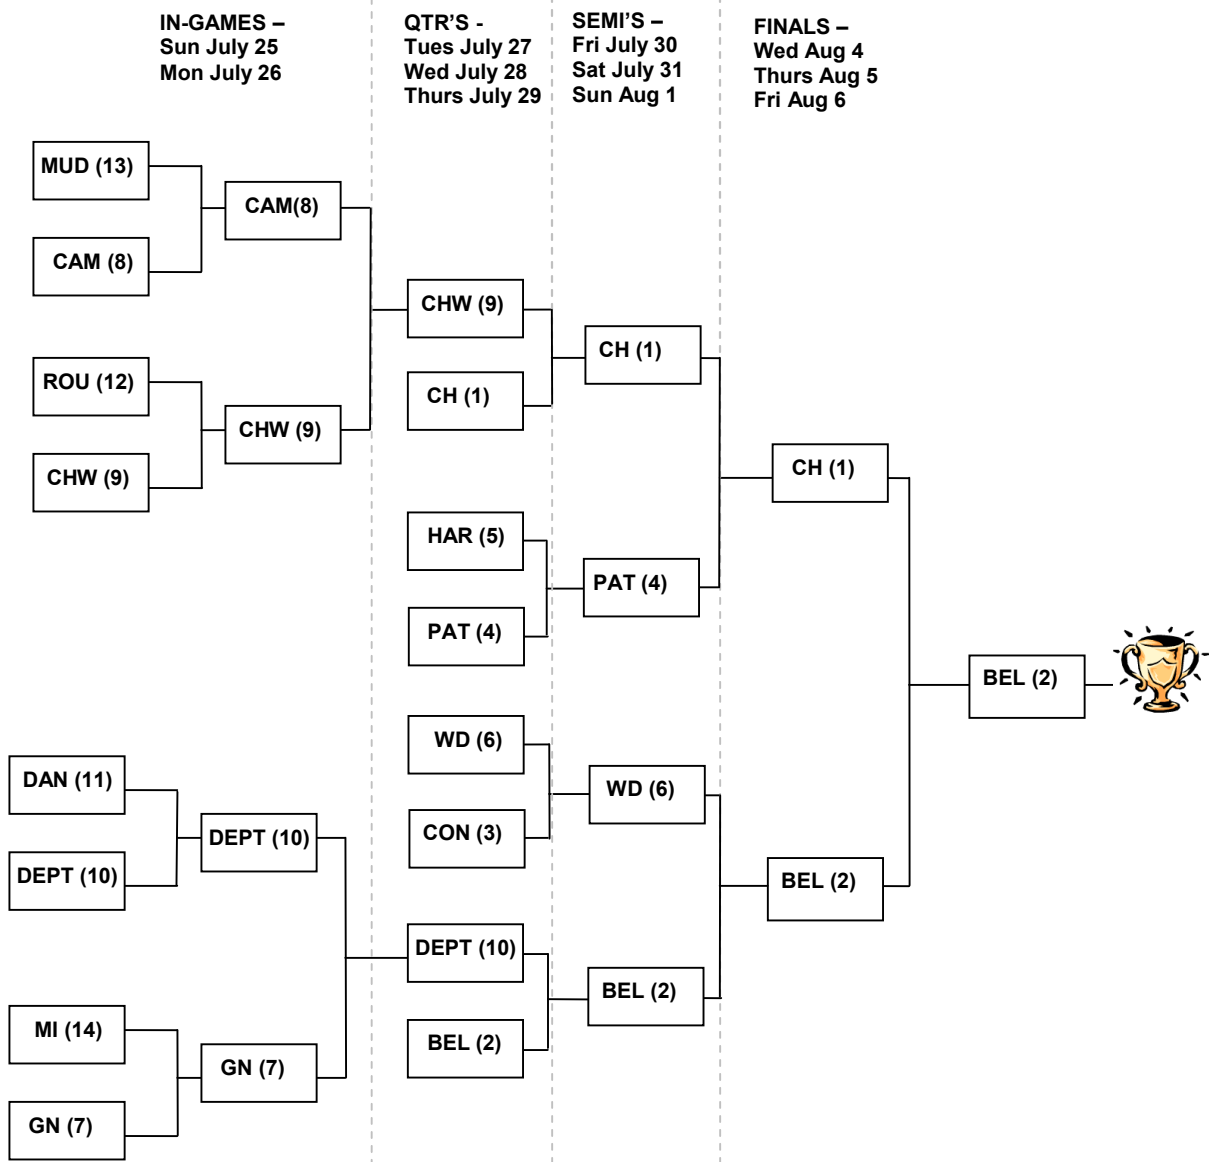 IN-GAMES –
Sun July 25
Mon July 26
QTR'S -
Tues July 27
Wed July 28
Thurs July 29
SEMI'S –
Fri July 30
Sat July 31
Sun Aug 1
FINALS –
Wed Aug 4
Thurs Aug 5
Fri Aug 6
MUD (13)
CAM (8)
ROU (12)
CHW (9)
DAN (11)
DEPT (10)
MI (14)
GN (7)
CAM(8)
CHW (9)
DEPT (10)
GN (7)
CHW (9)
CH (1)
HAR (5)
PAT (4)
WD (6)
CON (3)
DEPT (10)
BEL (2)
CH (1)
PAT (4)
WD (6)
BEL (2)
CH (1)
BEL (2)
BEL (2)